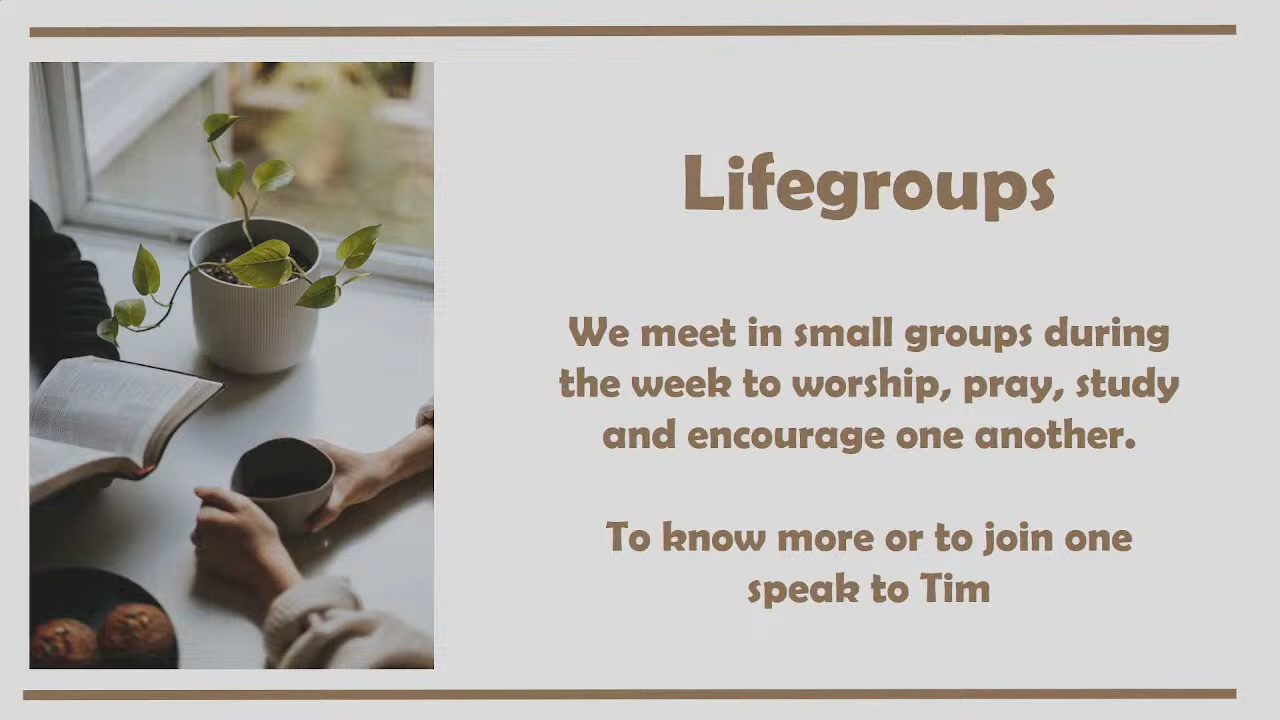 Lifegroups
We meet in small groups during
the week to worship, pray, study
and encourage one another.
To know more or to join one
speak to Tim